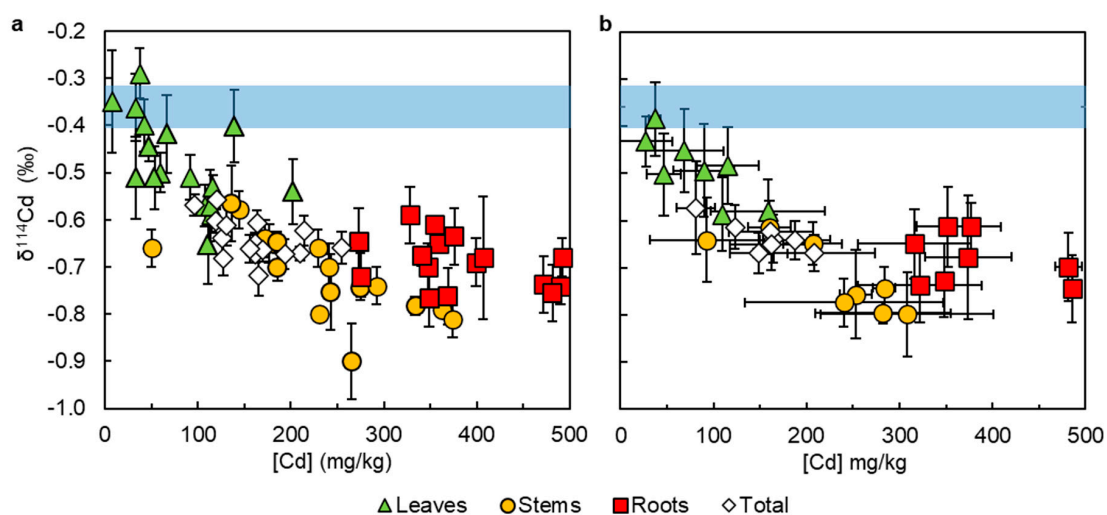 a
b
-0.2
-0.3
-0.4
-0.5
-0.6
-0.7
-0.8
-0.9
-1.0
δ¹¹⁴Cd (‰)
0 100 200 300 400 500
0 100 200 300 400 500
[Cd] (mg/kg)
[Cd] mg/kg
Leaves Stems Roots Total